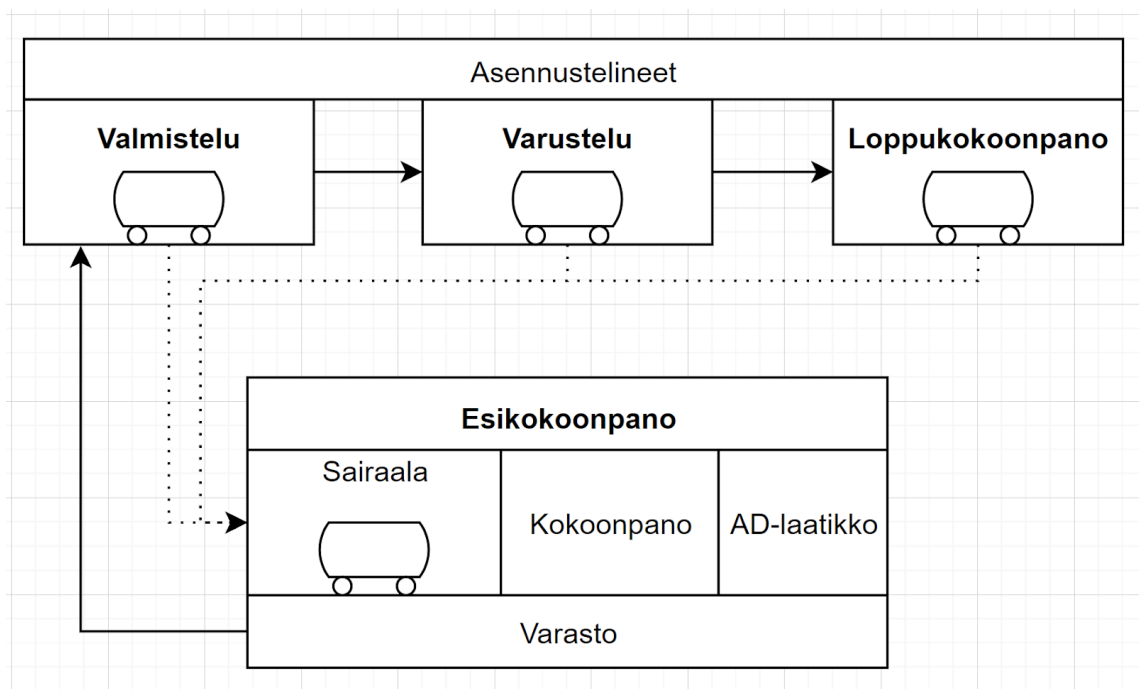 Asennustelineet
Valmistelu
Varustelu
Loppukokoonpano
Esikokoonpano
Sairaala
Kokoonpano
AD-laatikko
Varasto